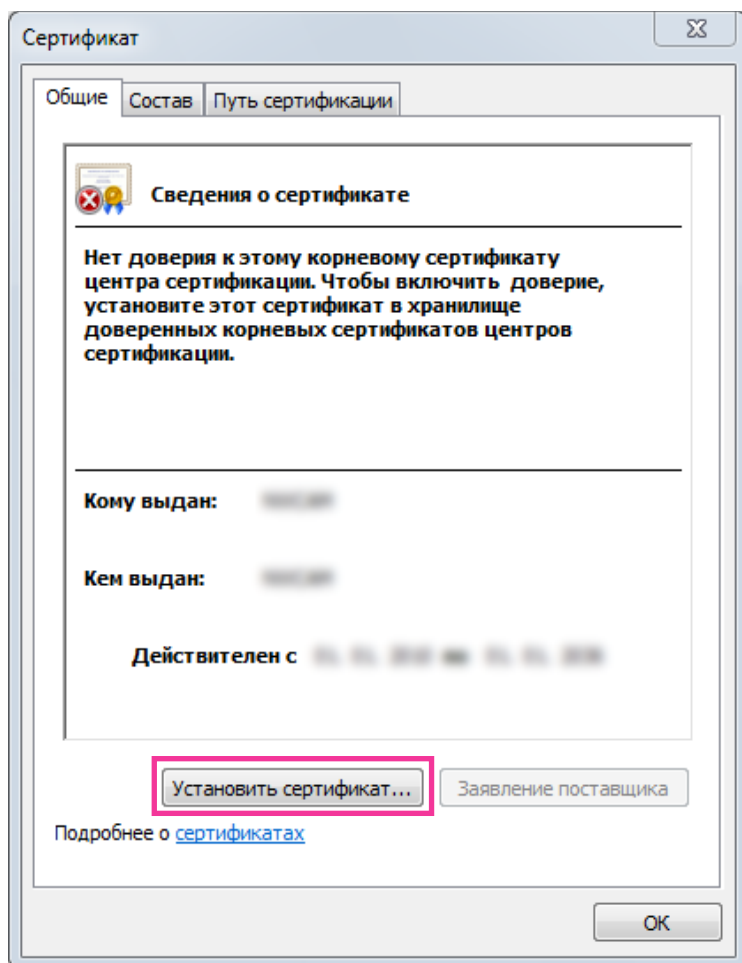 Сертификат
Общие Состав Путь сертификации
Сведения о сертификате
Нет доверия к этому корневому сертификату
центра сертификации. Чтобы включить доверие,
установите этот сертификат в хранилище
доверенных корневых сертификатов центров
сертификации.
Кому выдан:
Кем выдан:
Действителен с
Установить сертификат... Заявление поставщика
Подробнее о сертификатах
ОК